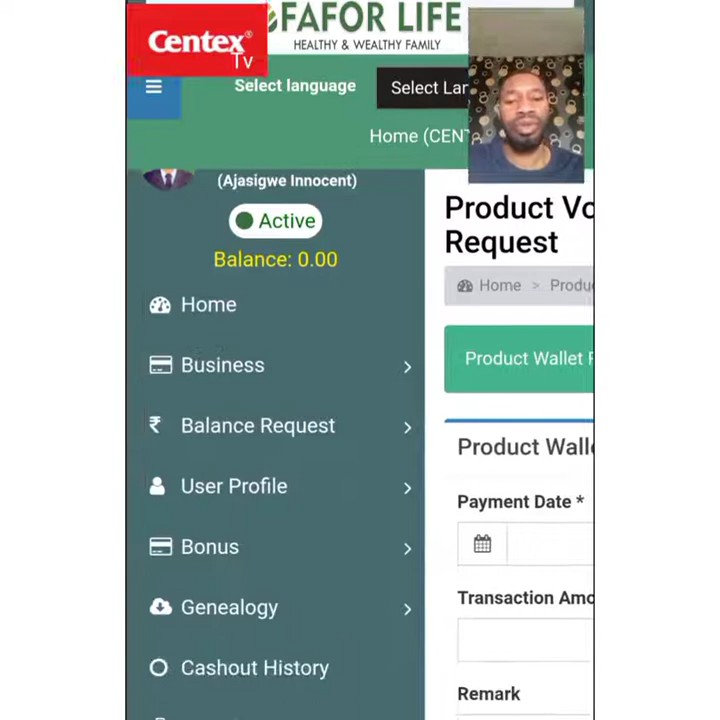 Centex®
Tv
FAFOR LIFE
HEALTHY & WEALTHY FAMILY
Select language
Select Lan
Home (CENT
(Ajasigwe Innocent)
Active
Balance: 0.00
Home
Business
Balance Request
User Profile
Bonus
Genealogy
Cashout History
Product Vo
Request
Home > Produ
Product Wallet R
Product Walle
Payment Date *
Transaction Amo
Remark